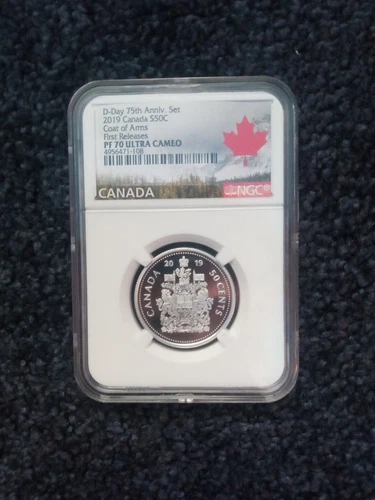 D-Day 75th Anniv. Set
2019 Canada S50C
Coat of Arms
First Releases
PF 70 ULTRA CAMEO
4956471-108
CANADA
NGC
20 19
CANADA
50 CENTS